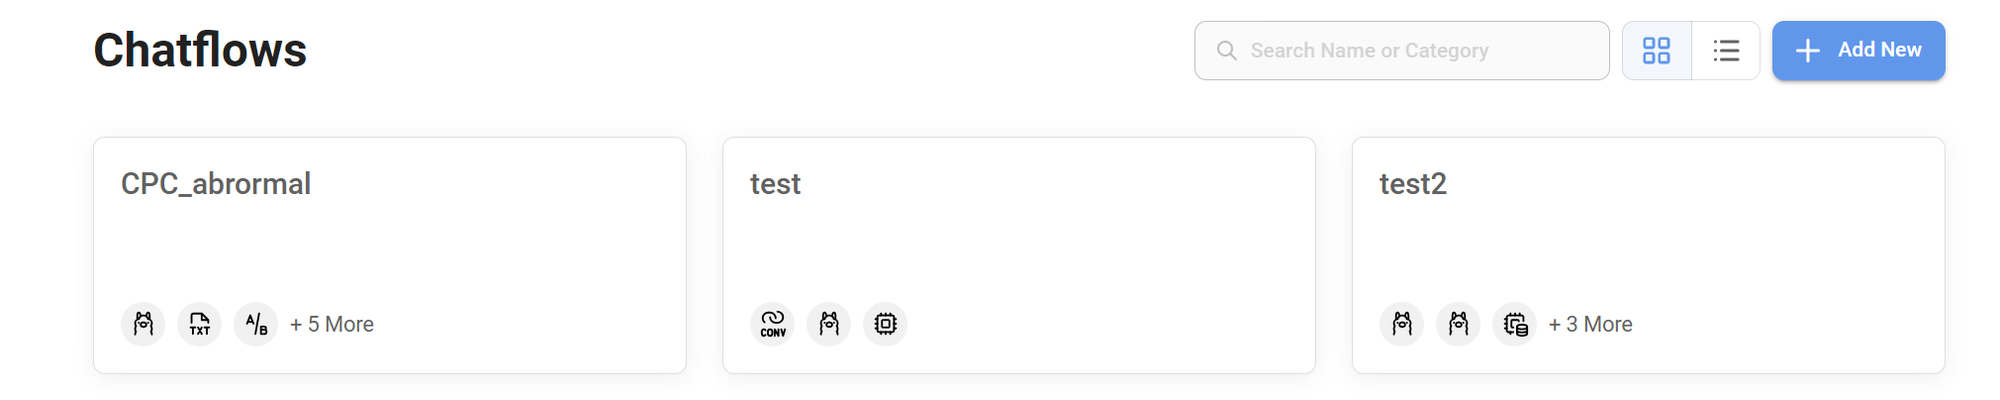 Chatflows
Search Name or Category
Add New
CPC_abrormal
TXT
A/B
+ 5 More
test
CONV
test2
+ 3 More